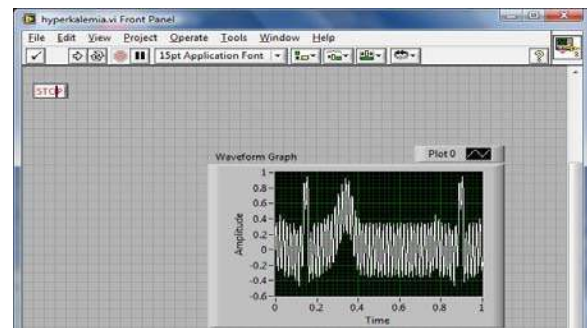 hyperkalemia.vi Front Panel
File Edit View Project Operate Tools Window Help
15pt Application Font
STOP
Waveform Graph
Plot 0
1
0.8
0.6
0.4
0.2
0
-0.2
-0.4
-0.6
Amplitude
0 0.2 0.4 0.6 0.8 1
Time